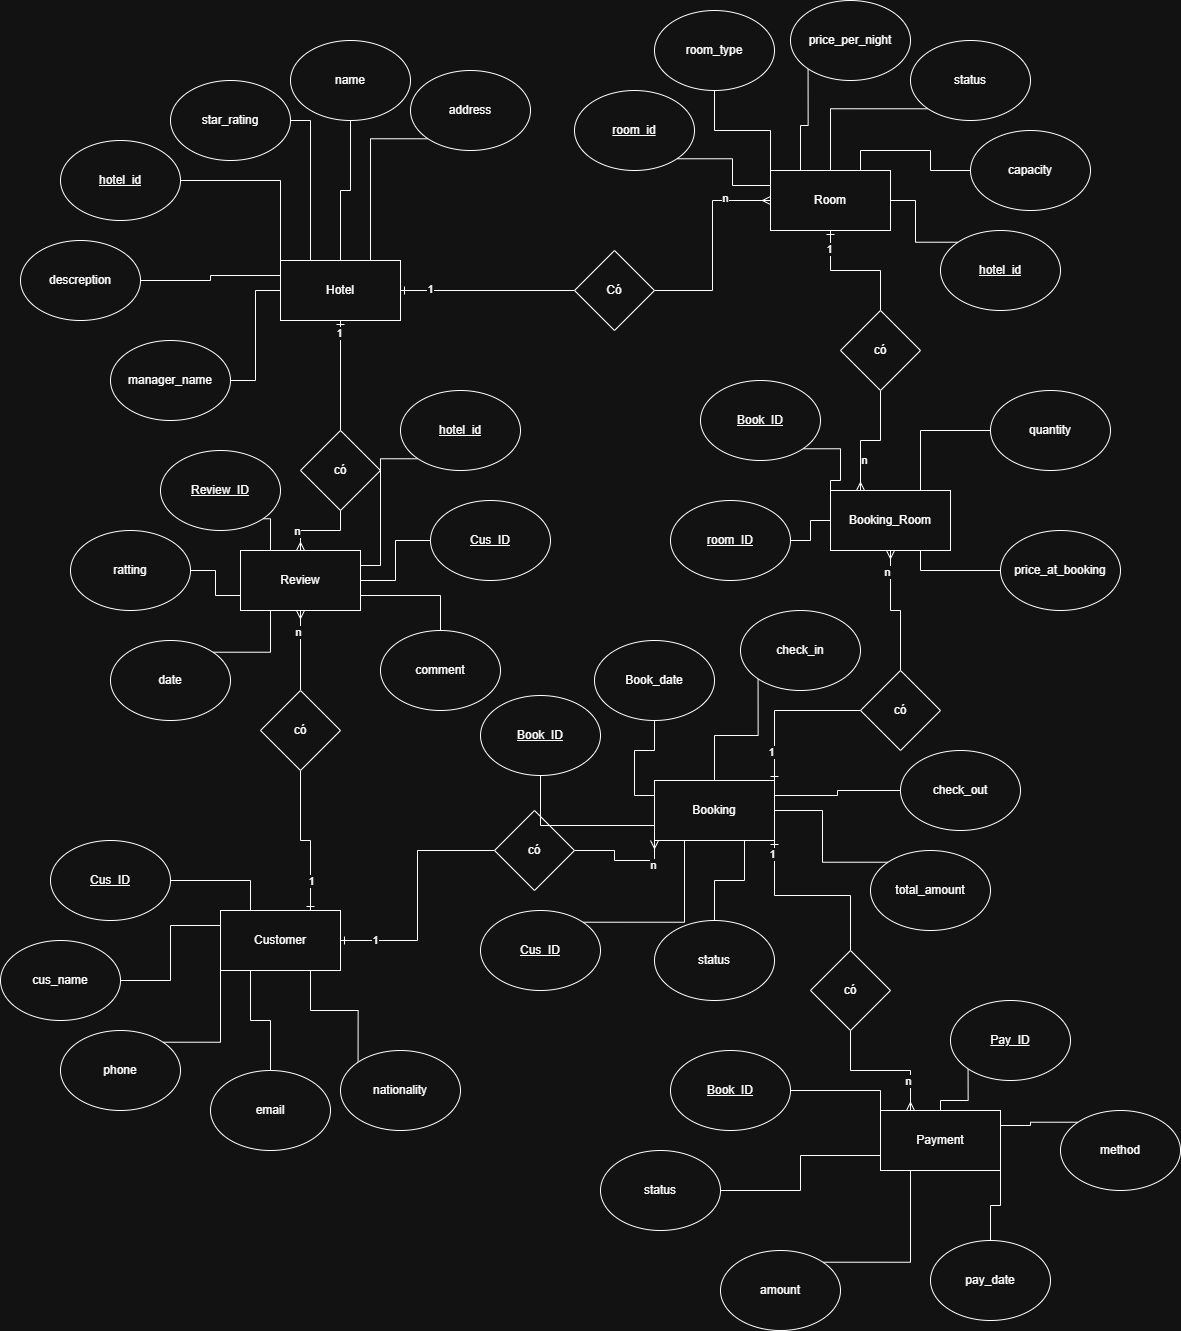 price_per_night
room_type
name
status
star_rating
address
room_id
capacity
hotel_id
Room
n
1
hotel_id
descreption
Hotel
1
Có
1
có
manager_name
Book_ID
hotel_id
quantity
có
n
Review_ID
Booking_Room
n
Cus_ID
room_ID
ratting
Review
price_at_booking
n
n
check_in
comment
date
Book_date
có
có
Book_ID
1
check_out
Booking
có
1
n
Cus_ID
1
total_amount
Customer
1
Cus_ID
status
cus_name
có
Pay_ID
phone
n
nationality
Book_ID
email
Payment
method
status
pay_date
amount